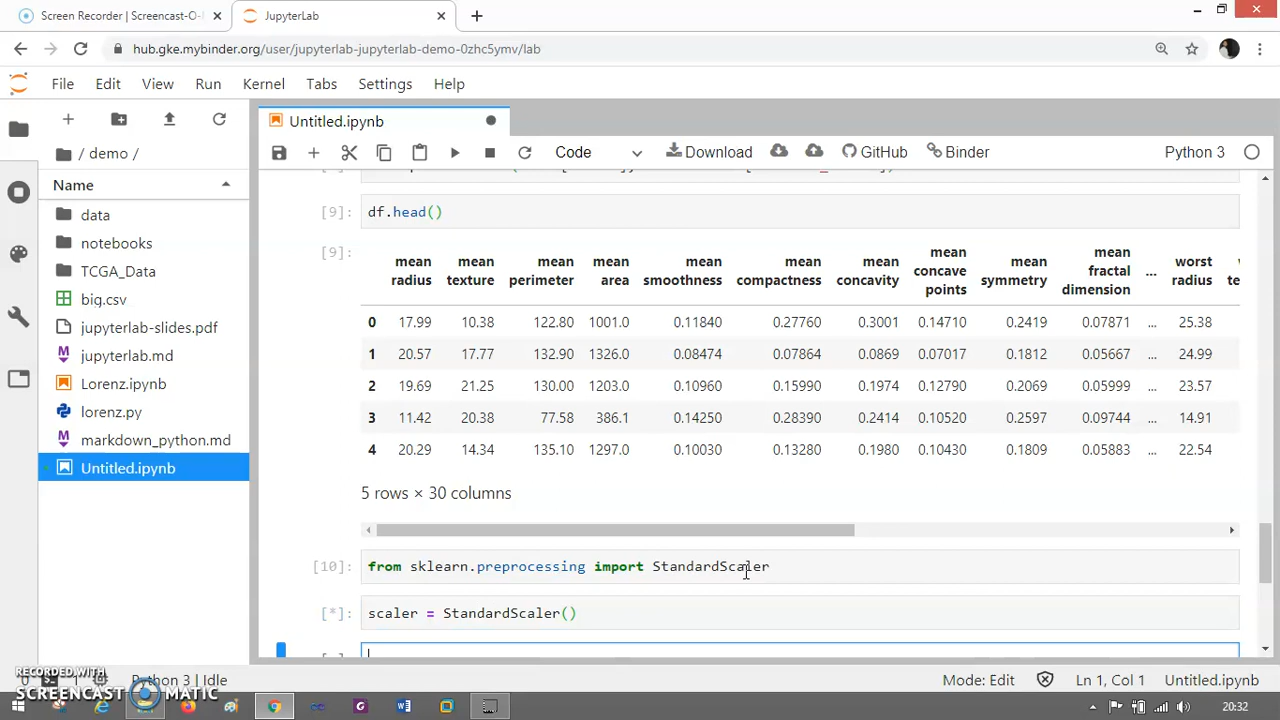 Screen Recorder | Screencast-O-
JupyterLab
hub.gke.mybinder.org/user/jupyterlab-jupyterlab-demo-0zhc5ymv/lab
File Edit View Run Kernel Tabs Settings Help
Untitled.ipynb
Code Download GitHub Binder Python 3
/ demo /
Name
data
notebooks
TCGA_Data
big.csv
jupyterlab-slides.pdf
jupyterlab.md
Lorenz.ipynb
lorenz.py
markdown_python.md
Untitled.ipynb
[9]: df.head()
[9]: mean radius mean texture mean perimeter mean area mean smoothness mean compactness mean concavity mean concave points mean symmetry mean fractal dimension ... worst radius
0 17.99 10.38 122.80 1001.0 0.11840 0.27760 0.3001 0.14710 0.2419 0.07871 ... 25.38
1 20.57 17.77 132.90 1326.0 0.08474 0.07864 0.0869 0.07017 0.1812 0.05667 ... 24.99
2 19.69 21.25 130.00 1203.0 0.10960 0.15990 0.1974 0.12790 0.2069 0.05999 ... 23.57
3 11.42 20.38 77.58 386.1 0.14250 0.28390 0.2414 0.10520 0.2597 0.09744 ... 14.91
4 20.29 14.34 135.10 1297.0 0.10030 0.13280 0.1980 0.10430 0.1809 0.05883 ... 22.54
5 rows × 30 columns
[10]: from sklearn.preprocessing import StandardScaler
[*]: scaler = StandardScaler()
RECORDED WITH
SCREENCAST MATIC
Python 3 | Idle Mode: Edit Ln 1, Col 1 Untitled.ipynb
20:32